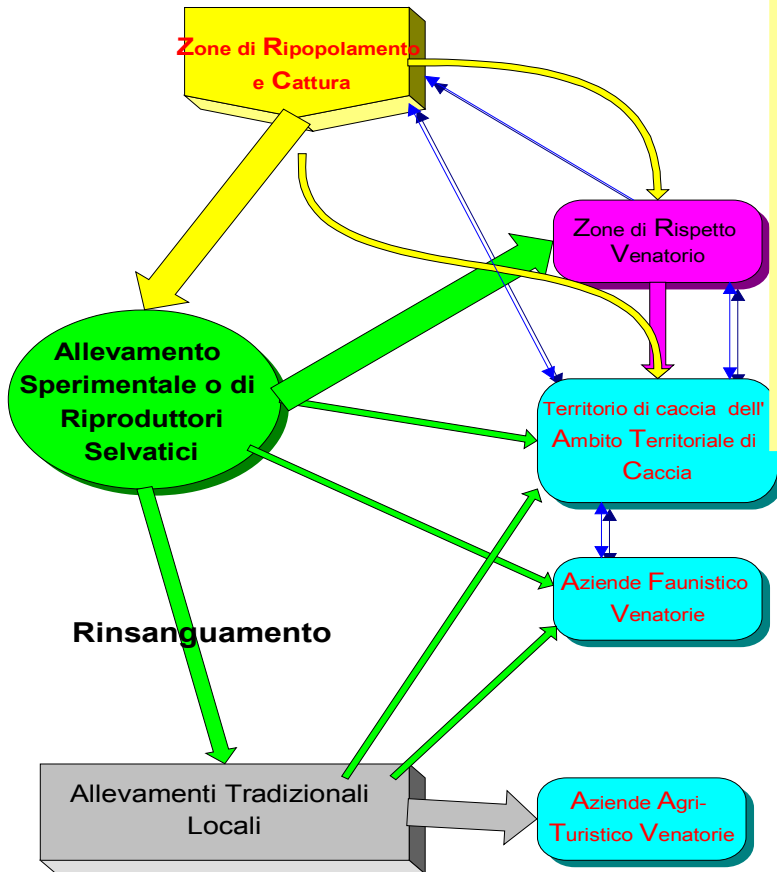 Zone di Ripopolamento
e Cattura
Zone di Rispetto
Venatorio
Allevamento
Sperimentale o di
Riproduttori
Selvatici
Territorio di caccia dell'
Ambito Territoriale di
Caccia
Aziende Faunistico
Venatorie
Rinsanguamento
Allevamenti Tradizionali
Locali
Aziende Agri-
Turistico Venatorie